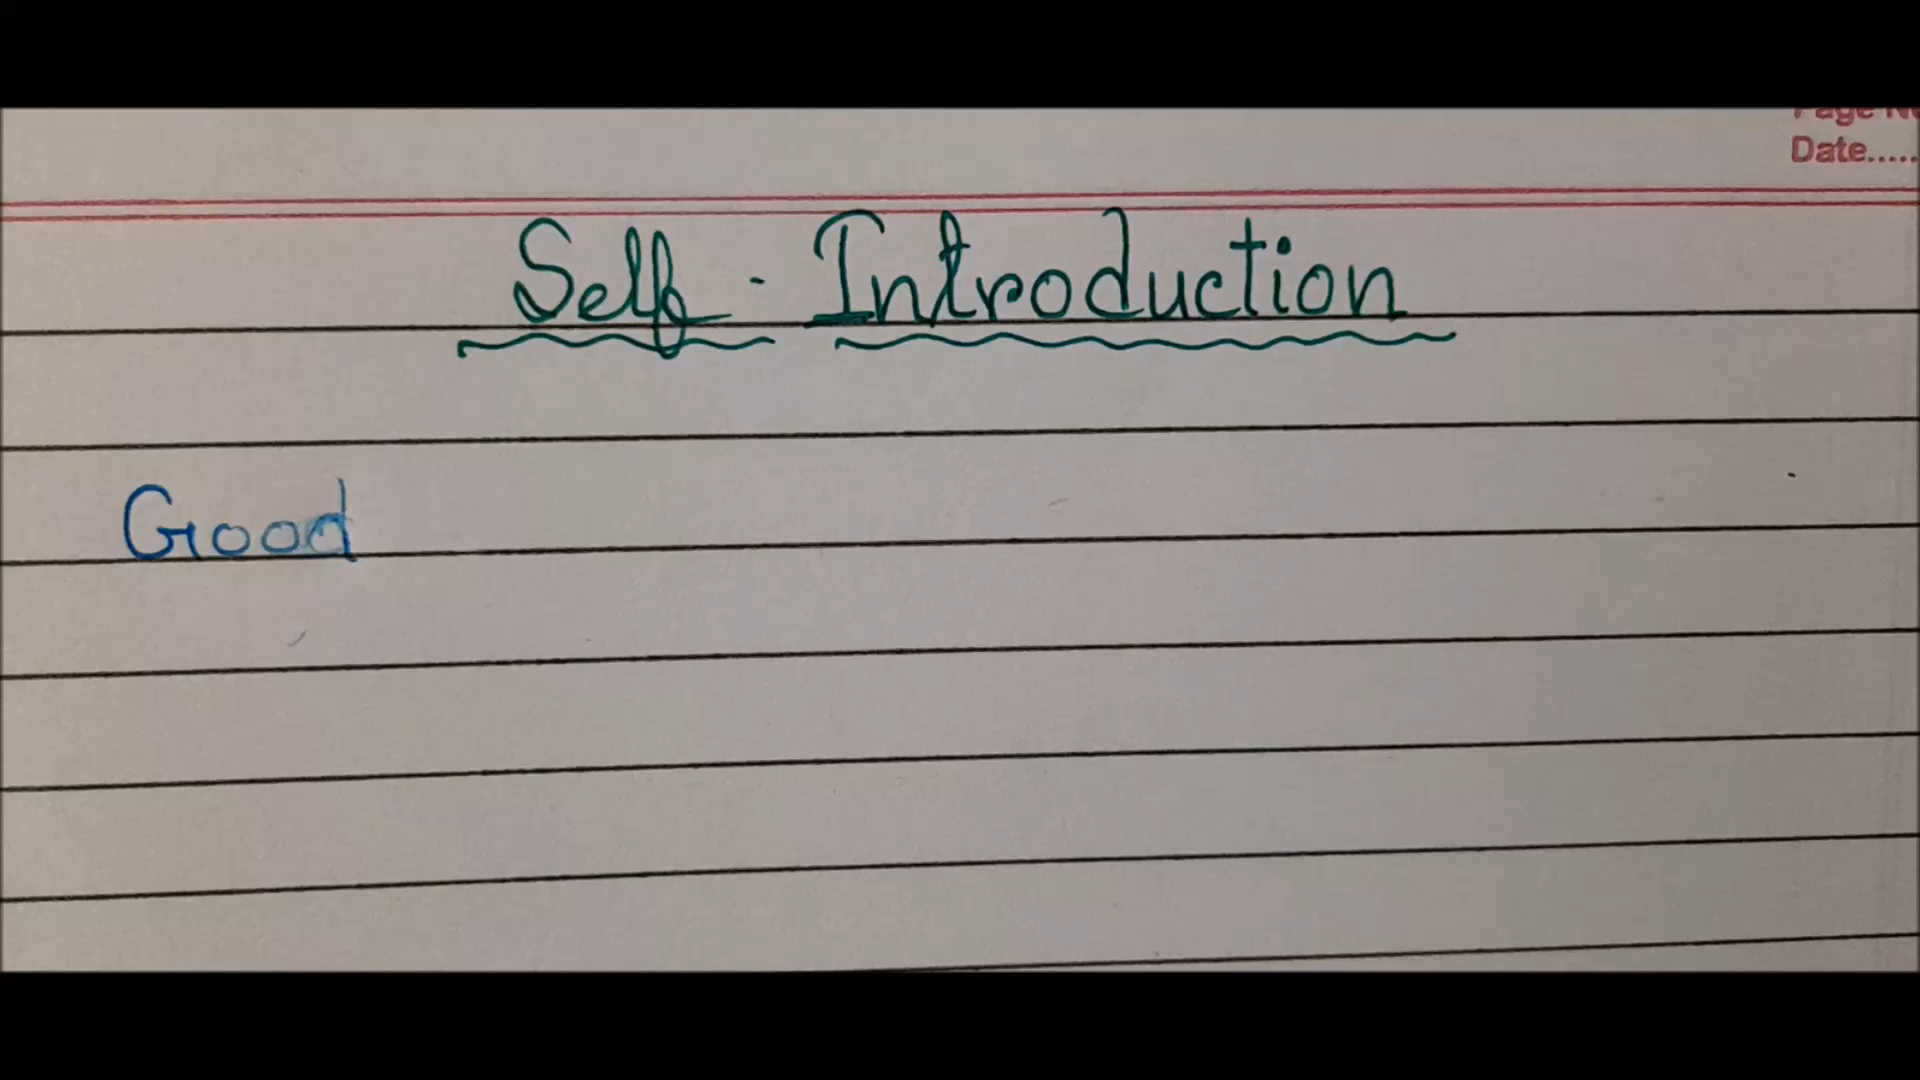 Date.....
Self - Introduction
Good